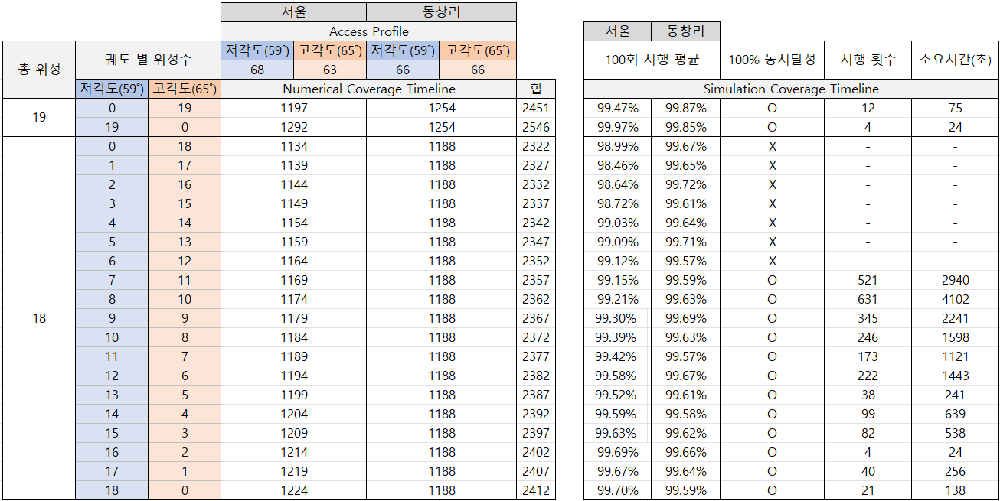 서울 동창리
Access Profile 서울 동창리
총 위성 궤도 별 위성수 저각도(59˚) 고각도(65˚) 저각도(59˚) 고각도(65˚) 100회 시행 평균 100% 동시달성 시행 횟수 소요시간(초)
68 63 66 66
저각도(59˚) 고각도(65˚) Numerical Coverage Timeline 합 Simulation Coverage Timeline
19 0 19 1197 1254 2451 99.47% 99.87% O 12 75
19 0 1292 1254 2546 99.97% 99.85% O 4 24
18 0 18 1134 1188 2322 98.99% 99.67% X - -
1 17 1139 1188 2327 98.46% 99.65% X - -
2 16 1144 1188 2332 98.64% 99.72% X - -
3 15 1149 1188 2337 98.72% 99.61% X - -
4 14 1154 1188 2342 99.03% 99.64% X - -
5 13 1159 1188 2347 99.09% 99.71% X - -
6 12 1164 1188 2352 99.12% 99.57% X - -
7 11 1169 1188 2357 99.15% 99.59% O 521 2940
8 10 1174 1188 2362 99.21% 99.63% O 631 4102
9 9 1179 1188 2367 99.30% 99.69% O 345 2241
10 8 1184 1188 2372 99.39% 99.63% O 246 1598
11 7 1189 1188 2377 99.42% 99.57% O 173 1121
12 6 1194 1188 2382 99.58% 99.67% O 222 1443
13 5 1199 1188 2387 99.52% 99.61% O 38 241
14 4 1204 1188 2392 99.59% 99.58% O 99 639
15 3 1209 1188 2397 99.63% 99.62% O 82 538
16 2 1214 1188 2402 99.69% 99.66% O 4 24
17 1 1219 1188 2407 99.67% 99.64% O 40 256
18 0 1224 1188 2412 99.70% 99.59% O 21 138